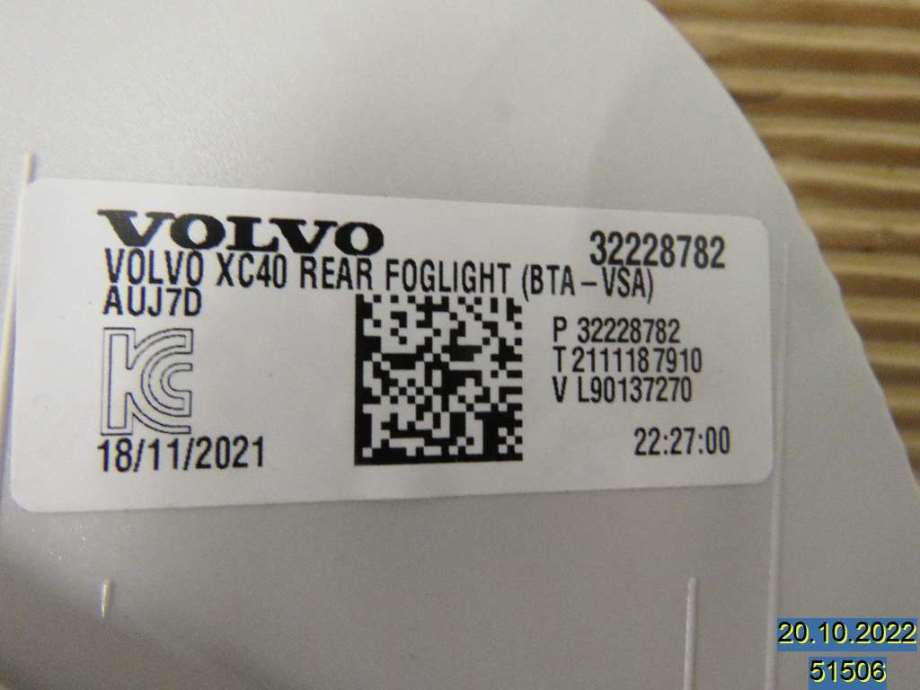 VOLVO 32228782
VOLVO XC40 REAR FOGLIGHT (BTA-VSA)
AUJ7D
KC
P 32228782
T 2111187910
V L90137270
18/11/2021 22:27:00
20.10.2022
51506